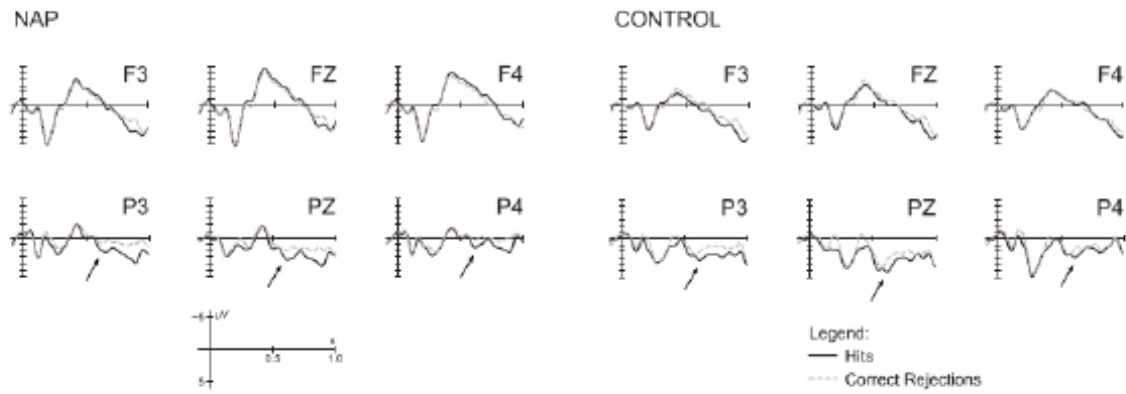 NAP CONTROL
F3 FZ F4 F3 FZ F4
P3 PZ P4 P3 PZ P4
-5 uV
s
0.5 1.0
5
Legend:
Hits
Correct Rejections